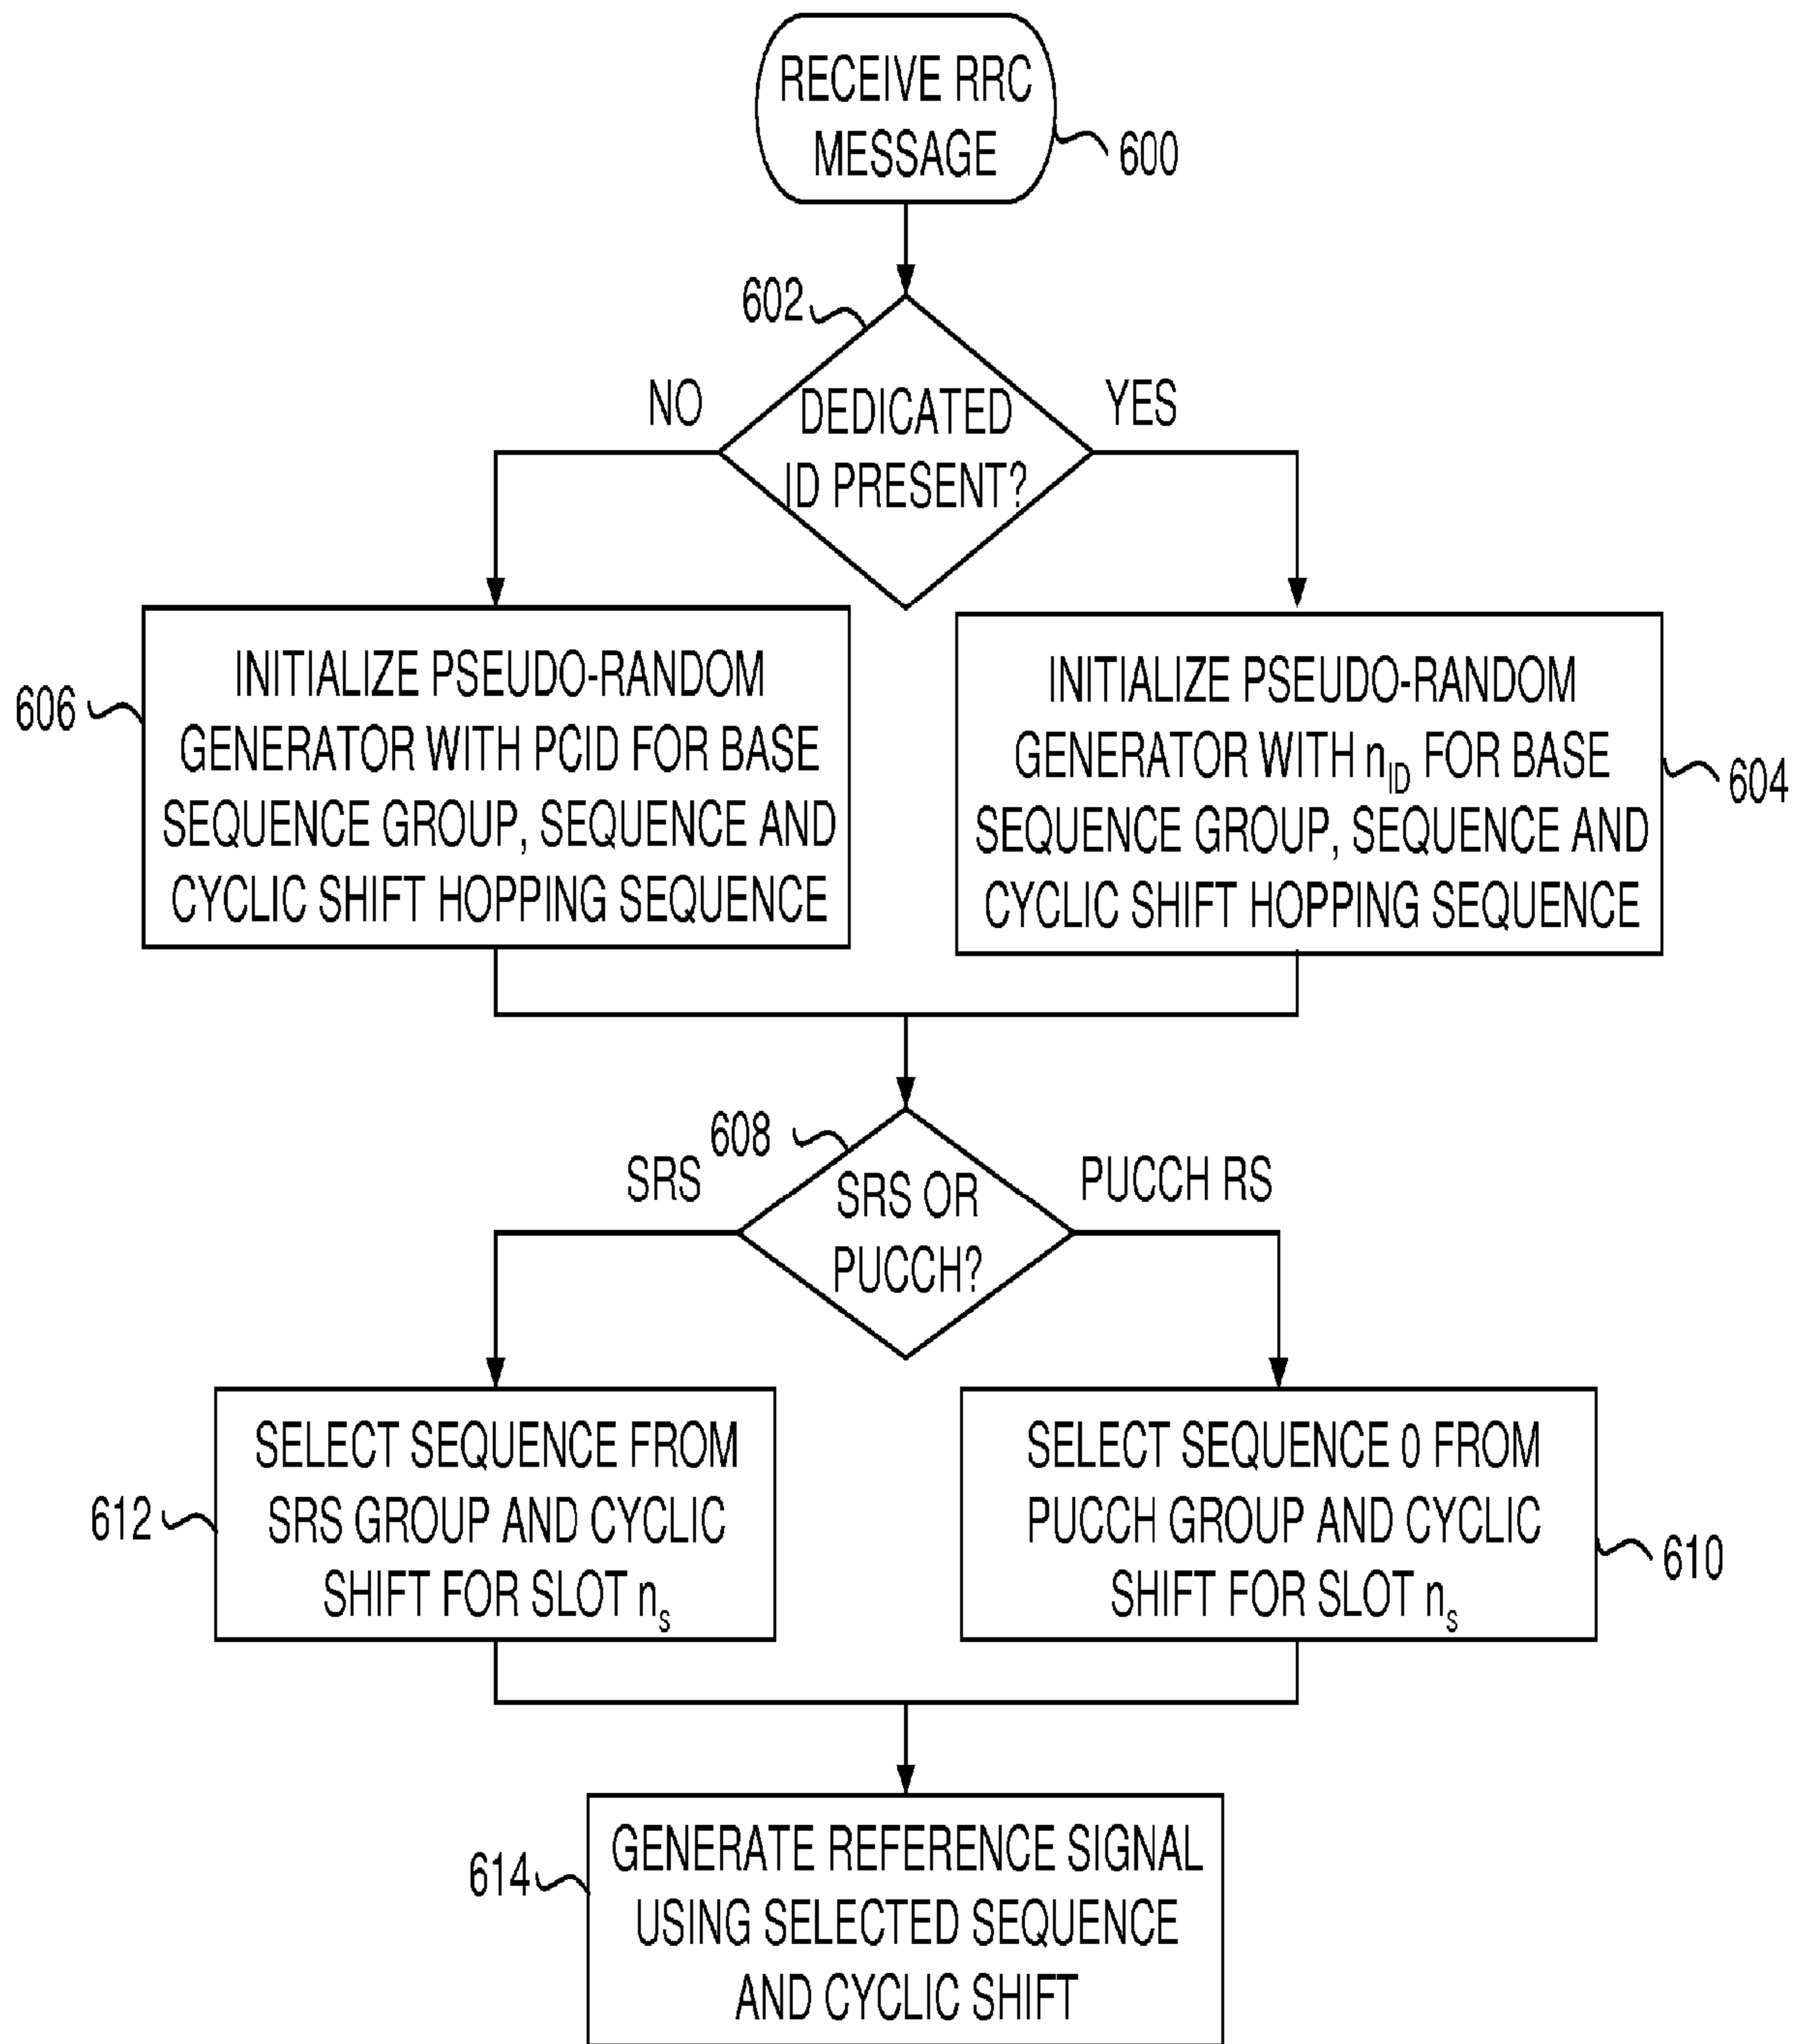 RECEIVE RRC
MESSAGE
600
602
NO
DEDICATED
ID PRESENT?
YES
606
INITIALIZE PSEUDO-RANDOM
GENERATOR WITH PCID FOR BASE
SEQUENCE GROUP, SEQUENCE AND
CYCLIC SHIFT HOPPING SEQUENCE
INITIALIZE PSEUDO-RANDOM
GENERATOR WITH n_ID FOR BASE
SEQUENCE GROUP, SEQUENCE AND
CYCLIC SHIFT HOPPING SEQUENCE
604
608
SRS
SRS OR
PUCCH?
PUCCH RS
612
SELECT SEQUENCE FROM
SRS GROUP AND CYCLIC
SHIFT FOR SLOT n_s
SELECT SEQUENCE 0 FROM
PUCCH GROUP AND CYCLIC
SHIFT FOR SLOT n_s
610
614
GENERATE REFERENCE SIGNAL
USING SELECTED SEQUENCE
AND CYCLIC SHIFT